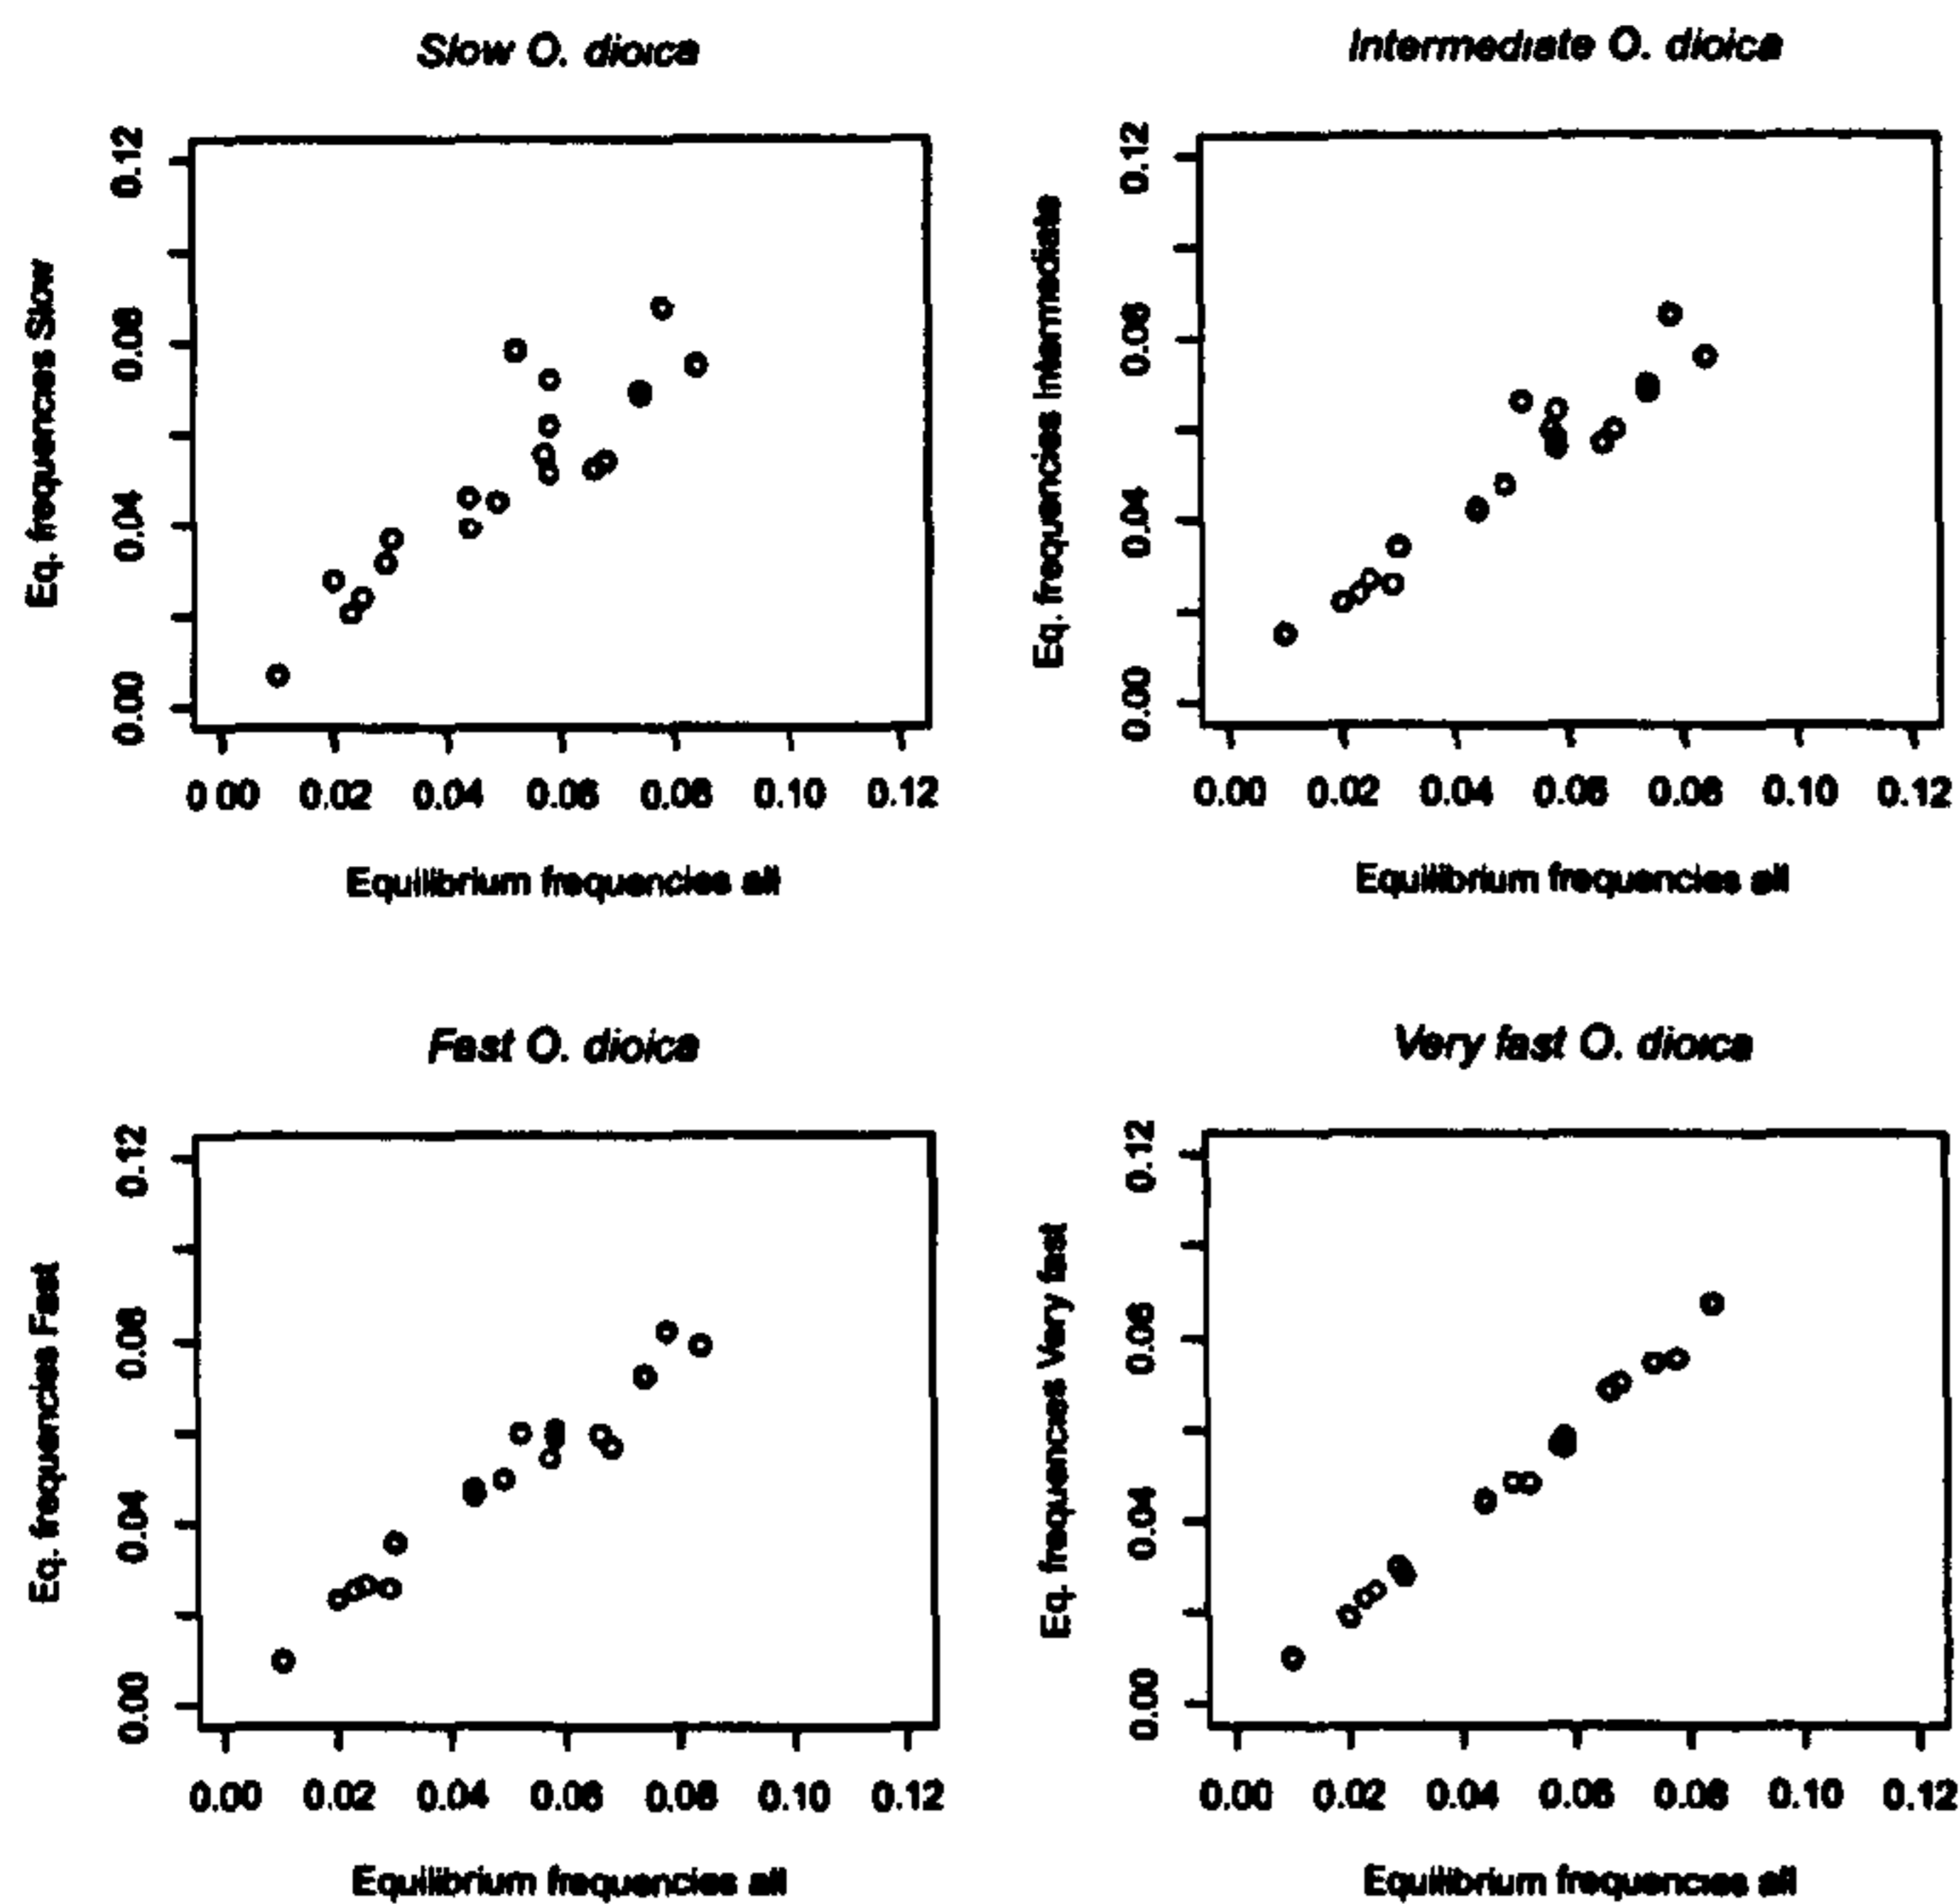 Slow O. dioica
Eq. frequencies Slow
0.00 0.04 0.08 0.12
0.00 0.02 0.04 0.06 0.08 0.10 0.12
Equilibrium frequencies all
Intermediate O. dioica
Eq. frequencies Intermediate
0.00 0.04 0.08 0.12
0.00 0.02 0.04 0.06 0.08 0.10 0.12
Equilibrium frequencies all
Fast O. dioica
Eq. frequencies Fast
0.00 0.04 0.08 0.12
0.00 0.02 0.04 0.06 0.08 0.10 0.12
Equilibrium frequencies all
Very fast O. dioica
Eq. frequencies Very fast
0.00 0.04 0.08 0.12
0.00 0.02 0.04 0.06 0.08 0.10 0.12
Equilibrium frequencies all